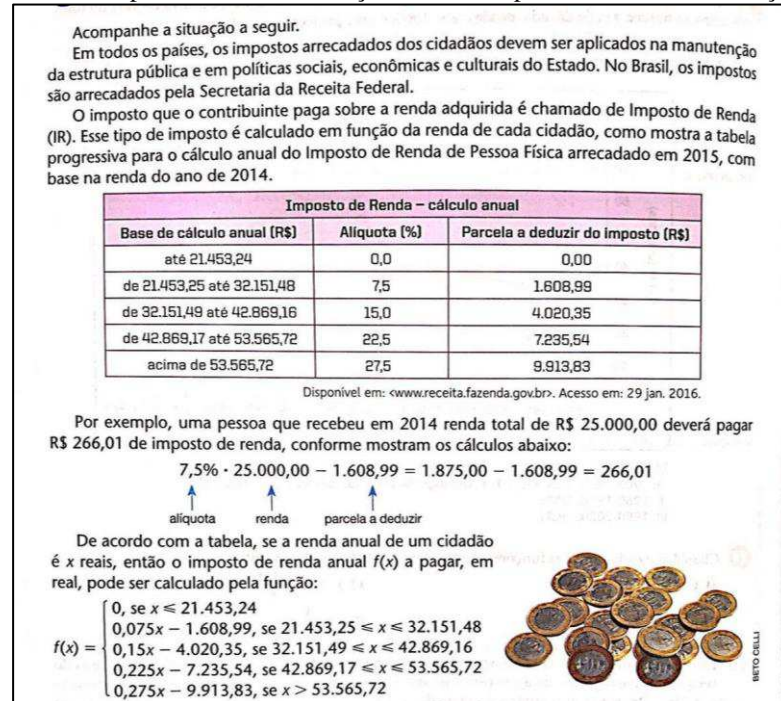 Acompanhe a situação a seguir.
Em todos os países, os impostos arrecadados dos cidadãos devem ser aplicados na manutenção
da estrutura pública e em políticas sociais, econômicas e culturais do Estado. No Brasil, os impostos
são arrecadados pela Secretaria da Receita Federal.
O imposto que o contribuinte paga sobre a renda adquirida é chamado de Imposto de Renda
(IR). Esse tipo de imposto é calculado em função da renda de cada cidadão, como mostra a tabela
progressiva para o cálculo anual do Imposto de Renda de Pessoa Física arrecadado em 2015, com
base na renda do ano de 2014.
Imposto de Renda – cálculo anual
Base de cálculo anual (R$) Alíquota (%) Parcela a deduzir do imposto (R$)
até 21.453,24 0,0 0,00
de 21.453,25 até 32.151,48 7,5 1.608,99
de 32.151,49 até 42.869,16 15,0 4.020,35
de 42.869,17 até 53.565,72 22,5 7.235,54
acima de 53.565,72 27,5 9.913,83
Disponível em: <www.receita.fazenda.gov.br>. Acesso em: 29 jan. 2016.
Por exemplo, uma pessoa que recebeu em 2014 renda total de R$ 25.000,00 deverá pagar
R$ 266,01 de imposto de renda, conforme mostram os cálculos abaixo:
7,5% · 25.000,00 − 1.608,99 = 1.875,00 − 1.608,99 = 266,01
alíquota renda parcela a deduzir
De acordo com a tabela, se a renda anual de um cidadão
é x reais, então o imposto de renda anual f(x) a pagar, em
real, pode ser calculado pela função:
0, se x ⩽ 21.453,24
0,075x − 1.608,99, se 21.453,25 ⩽ x ⩽ 32.151,48
f(x) = { 0,15x − 4.020,35, se 32.151,49 ⩽ x ⩽ 42.869,16
0,225x − 7.235,54, se 42.869,17 ⩽ x ⩽ 53.565,72
0,275x − 9.913,83, se x > 53.565,72
BETO CELLI